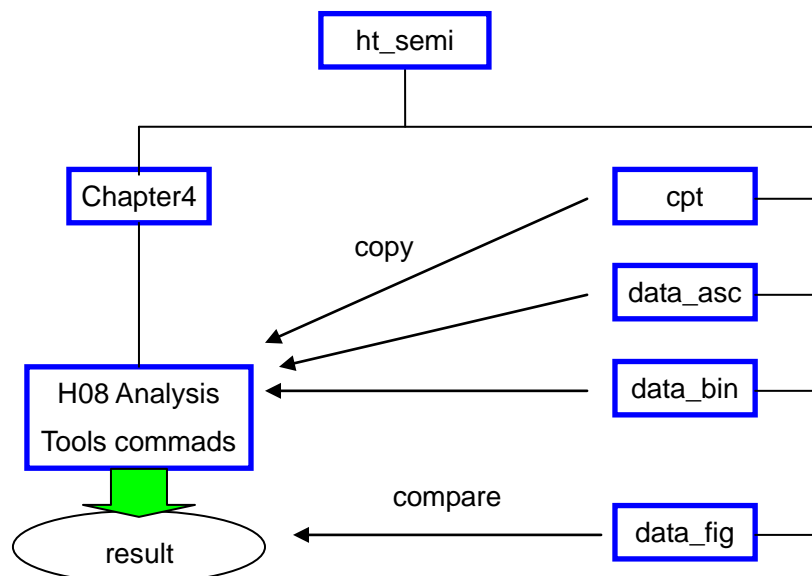 ht_semi
Chapter4
cpt
copy
data_asc
H08 Analysis
Tools commads
data_bin
compare
result
data_fig